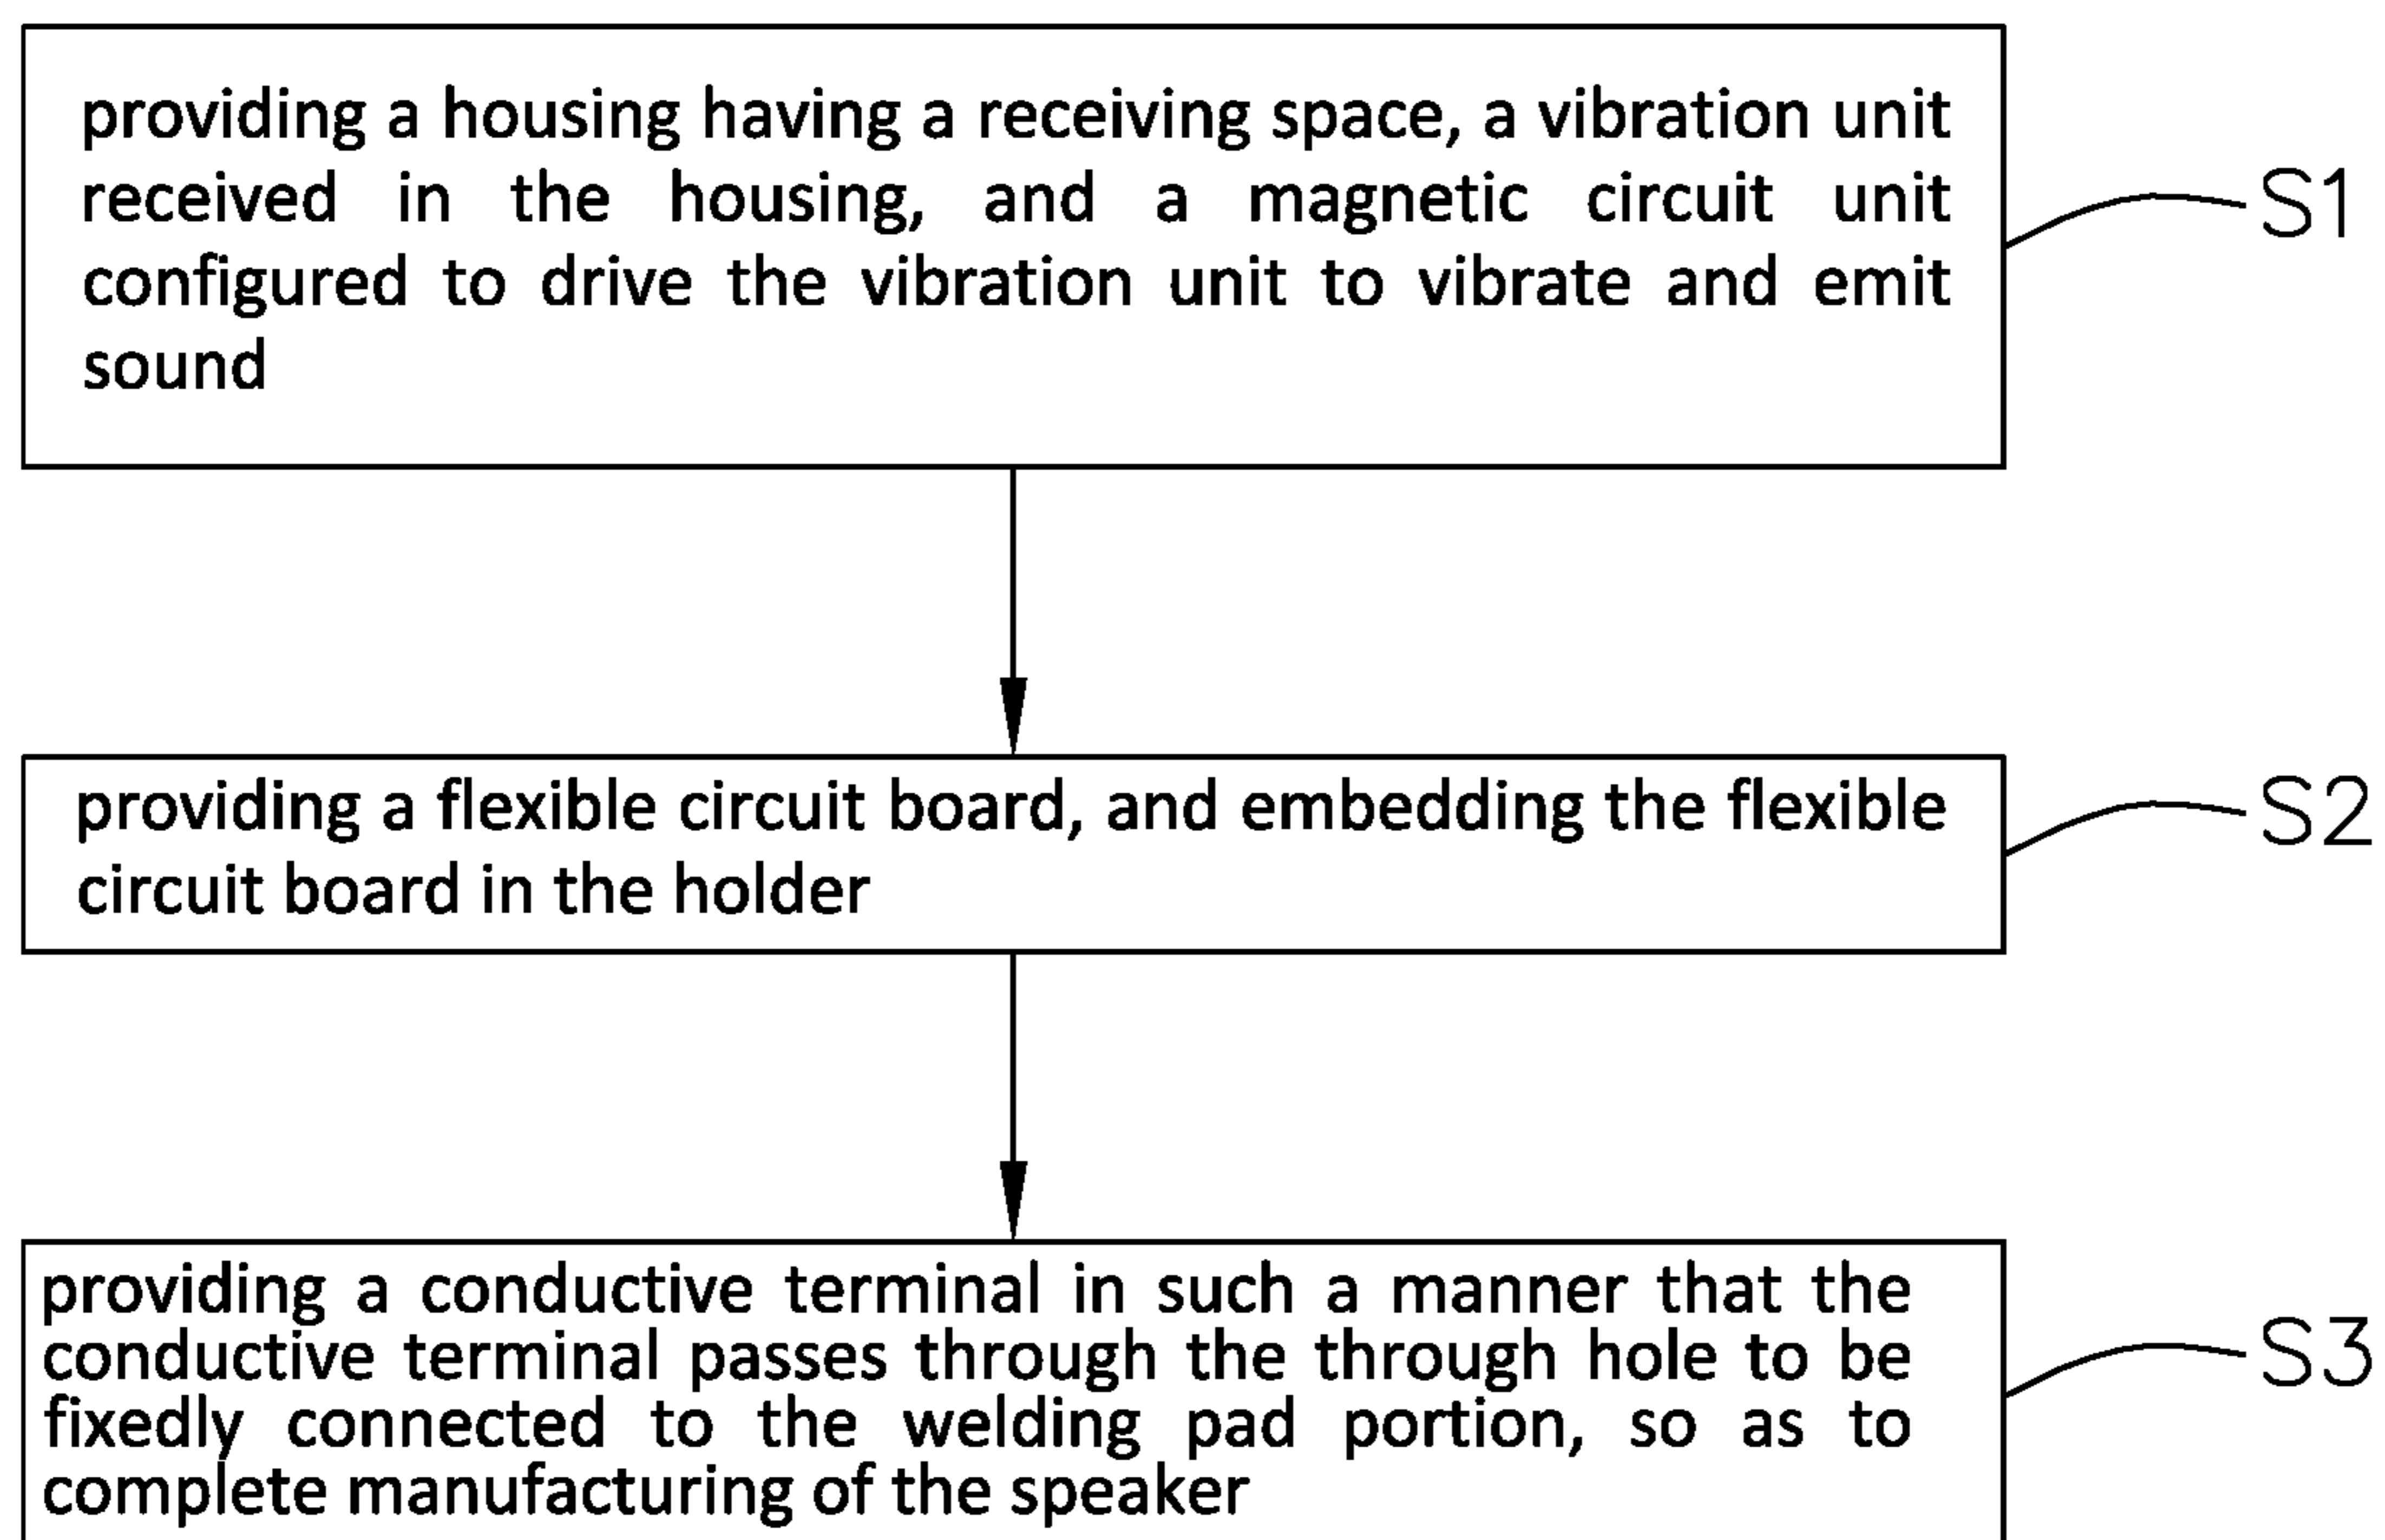 providing a housing having a receiving space, a vibration unit
received in the housing, and a magnetic circuit unit
configured to drive the vibration unit to vibrate and emit
sound
S1
providing a flexible circuit board, and embedding the flexible
circuit board in the holder
S2
providing a conductive terminal in such a manner that the
conductive terminal passes through the through hole to be
fixedly connected to the welding pad portion, so as to
complete manufacturing of the speaker
S3